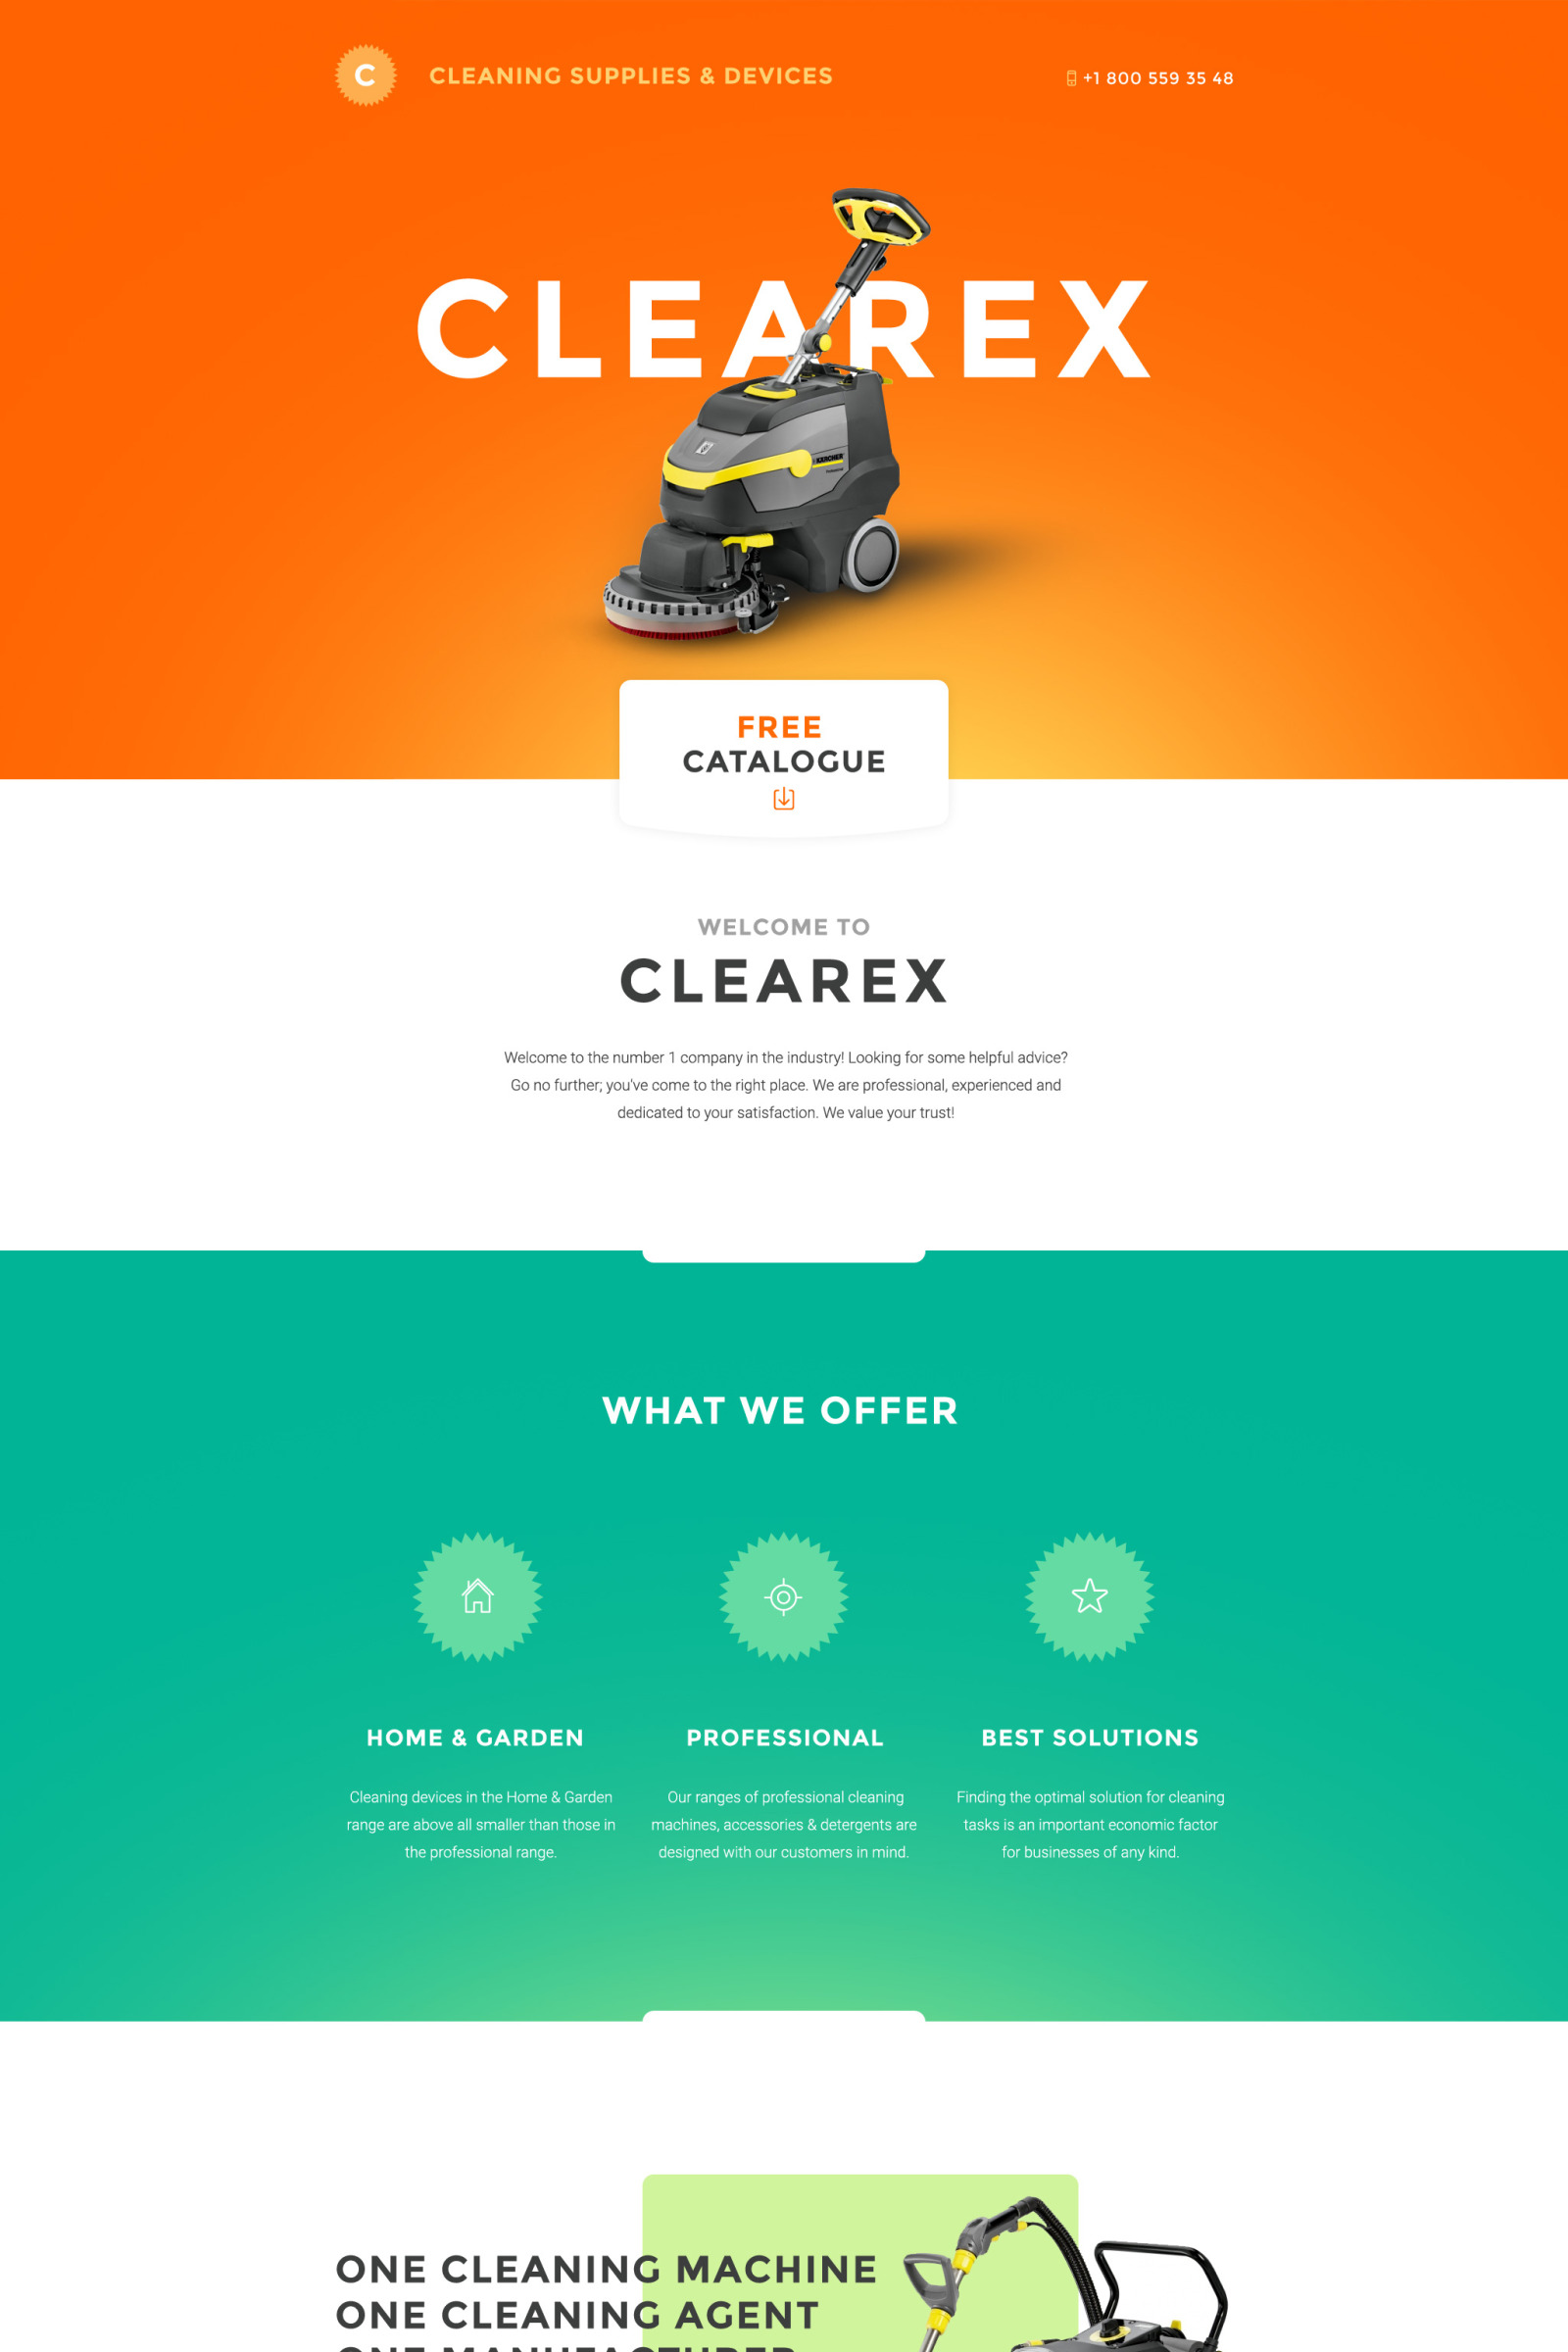 C
CLEANING SUPPLIES & DEVICES
+1 800 559 35 48
CLEAREX
KARCHER
FREE
CATALOGUE
WELCOME TO
CLEAREX
Welcome to the number 1 company in the industry! Looking for some helpful advice?
Go no further; you've come to the right place. We are professional, experienced and
dedicated to your satisfaction. We value your trust!
WHAT WE OFFER
HOME & GARDEN
Cleaning devices in the Home & Garden
range are above all smaller than those in
the professional range.
PROFESSIONAL
Our ranges of professional cleaning
machines, accessories & detergents are
designed with our customers in mind.
BEST SOLUTIONS
Finding the optimal solution for cleaning
tasks is an important economic factor
for businesses of any kind.
ONE CLEANING MACHINE
ONE CLEANING AGENT
ONE MANUFACTURER